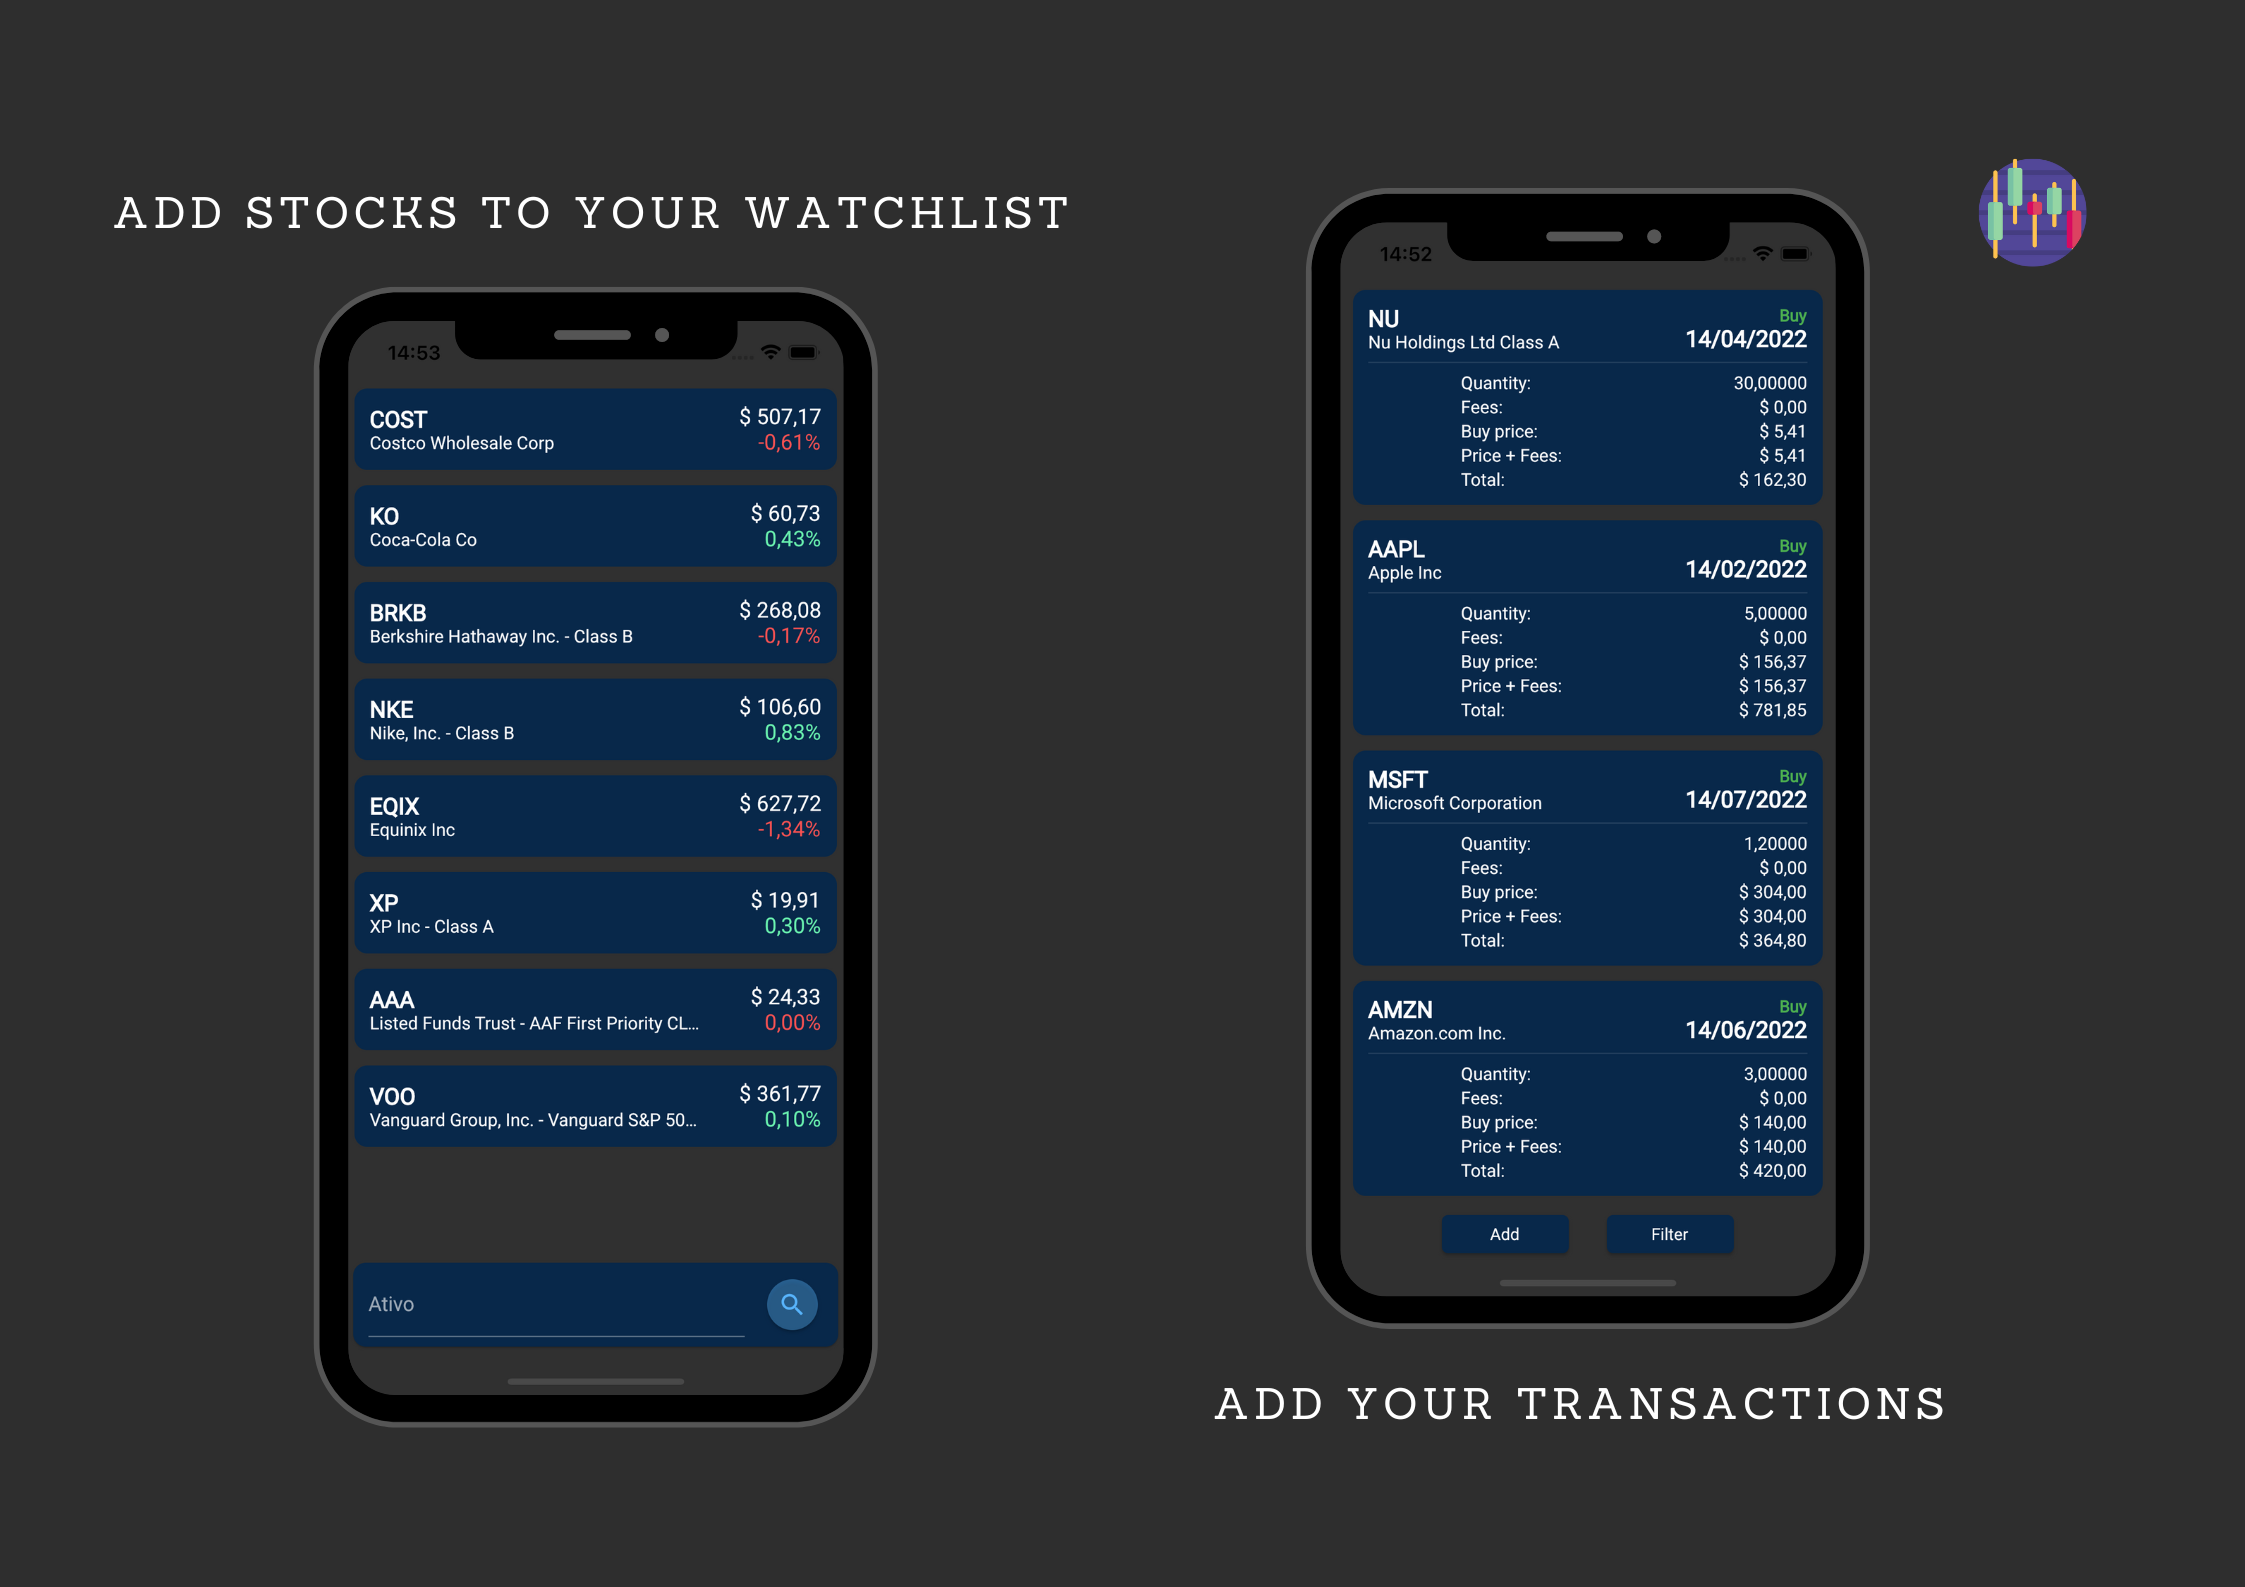 ADD STOCKS TO YOUR WATCHLIST
14:53
COST
$ 507,17
Costco Wholesale Corp
-0,61%
KO
$ 60,73
Coca-Cola Co
0,43%
BRKB
$ 268,08
Berkshire Hathaway Inc. - Class B
-0,17%
NKE
$ 106,60
Nike, Inc. - Class B
0,83%
EQIX
$ 627,72
Equinix Inc
-1,34%
XP
$ 19,91
XP Inc - Class A
0,30%
AAA
$ 24,33
Listed Funds Trust - AAF First Priority CL...
0,00%
VOO
$ 361,77
Vanguard Group, Inc. - Vanguard S&P 50...
0,10%
Ativo
14:52
NU
Buy
Nu Holdings Ltd Class A
14/04/2022
Quantity: 30,00000
Fees: $ 0,00
Buy price: $ 5,41
Price + Fees: $ 5,41
Total: $ 162,30
AAPL
Buy
Apple Inc
14/02/2022
Quantity: 5,00000
Fees: $ 0,00
Buy price: $ 156,37
Price + Fees: $ 156,37
Total: $ 781,85
MSFT
Buy
Microsoft Corporation
14/07/2022
Quantity: 1,20000
Fees: $ 0,00
Buy price: $ 304,00
Price + Fees: $ 304,00
Total: $ 364,80
AMZN
Buy
Amazon.com Inc.
14/06/2022
Quantity: 3,00000
Fees: $ 0,00
Buy price: $ 140,00
Price + Fees: $ 140,00
Total: $ 420,00
Add
Filter
ADD YOUR TRANSACTIONS